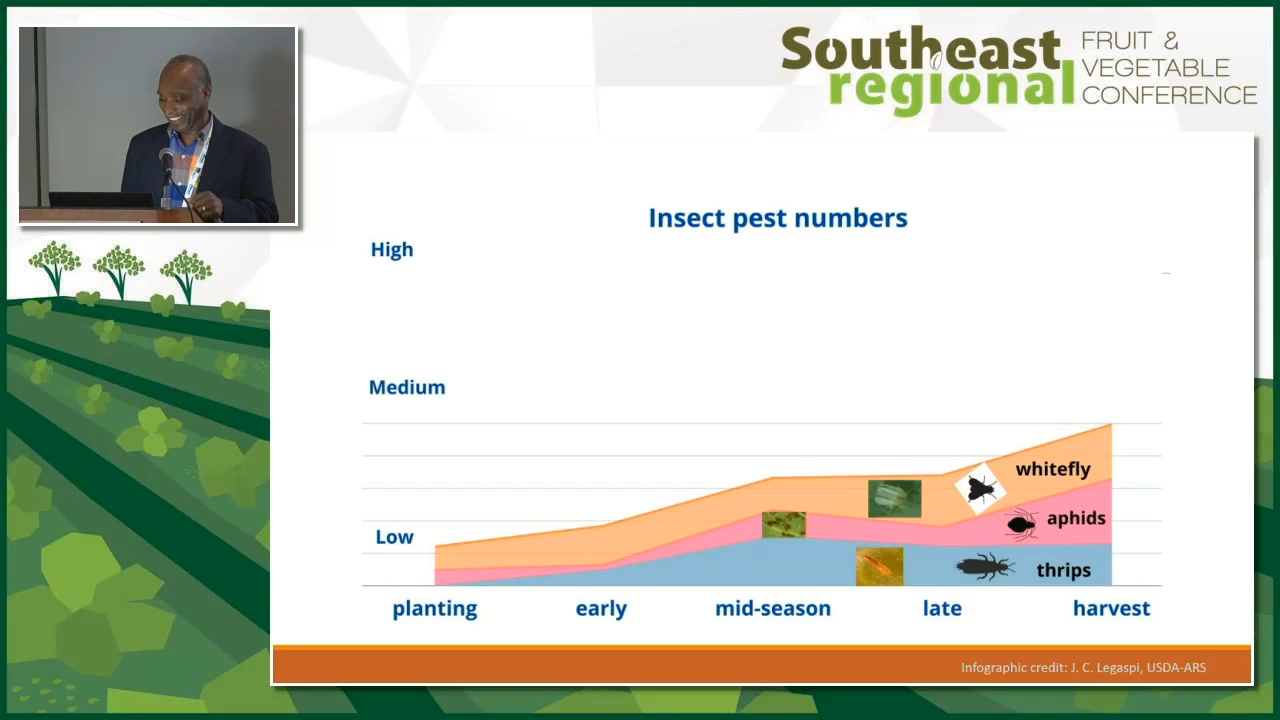 Southeast
regional
FRUIT &
VEGETABLE
CONFERENCE
Insect pest numbers
High
Medium
Low
whitefly
aphids
thrips
planting early mid-season late harvest
Infographic credit: J. C. Legaspi, USDA-ARS